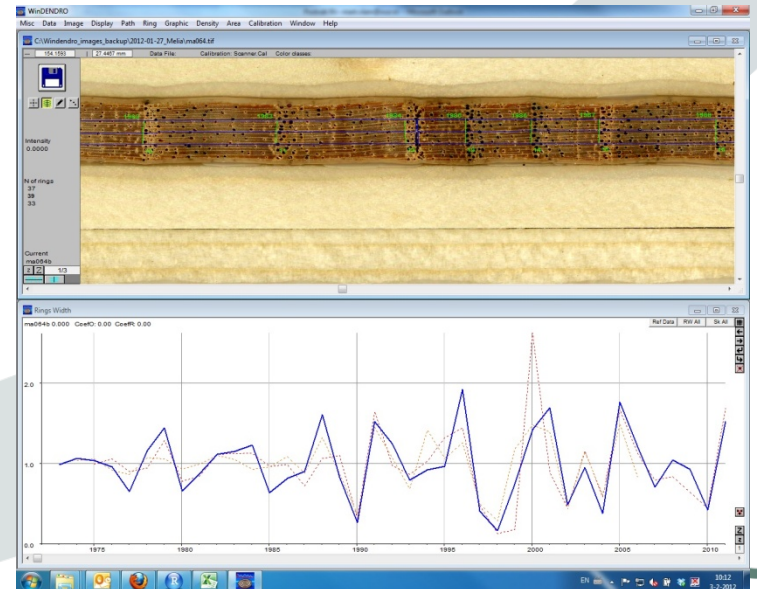 WinDENDRO
Misc Data Image Display Path Ring Graphic Density Area Calibration Window Help
C:\Windendro_images_backup\2012-01-27_Melia\ma064.tif
154.1593 27.4467 mm Data File: Calibration: Scanner.Cal Color classes:
Intensity
0.0000
N of rings
37
39
33
Current
ma064b
1/3
Rings Width
ma064b 0.000 CoefO: 0.00 CoefR: 0.00
Ref Data RW All Sk All
2.0
1.0
0.0
1975 1980 1985 1990 1995 2000 2005 2010
EN
10:12
3-2-2012